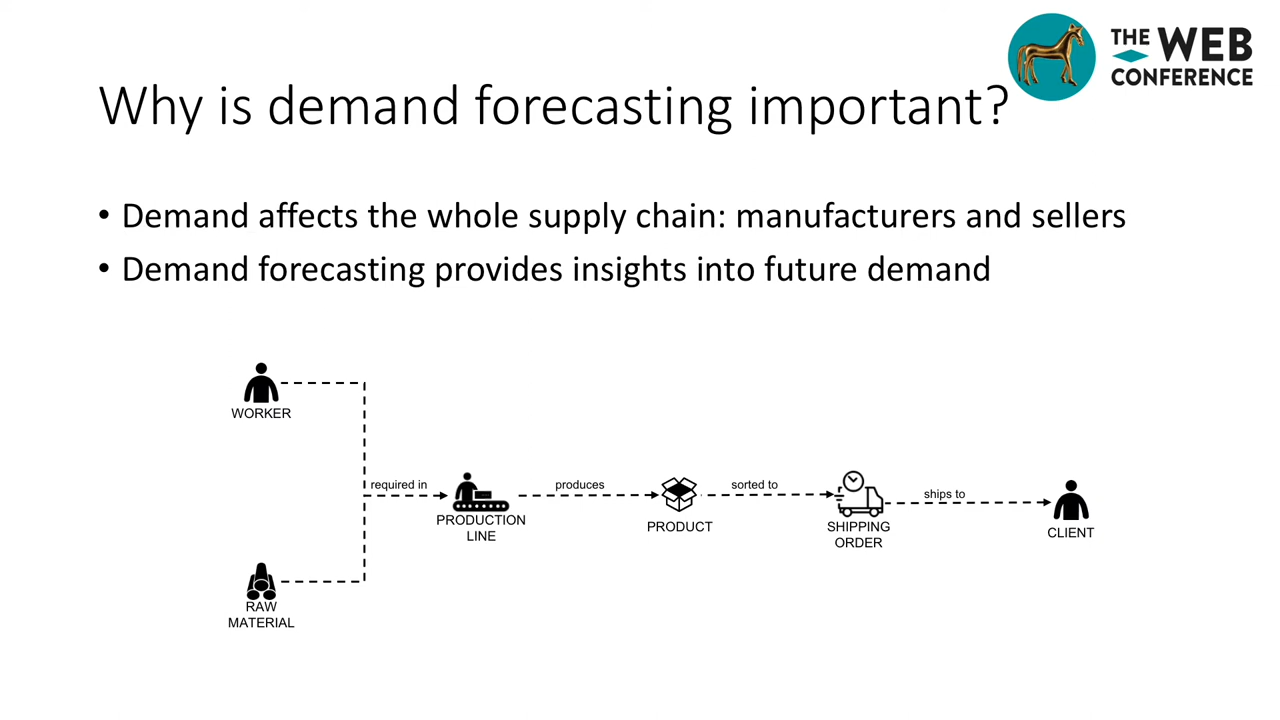 THE WEB
CONFERENCE
Why is demand forecasting important?
• Demand affects the whole supply chain: manufacturers and sellers
• Demand forecasting provides insights into future demand
WORKER
required in
produces
sorted to
ships to
PRODUCTION
LINE
PRODUCT
SHIPPING
ORDER
CLIENT
RAW
MATERIAL